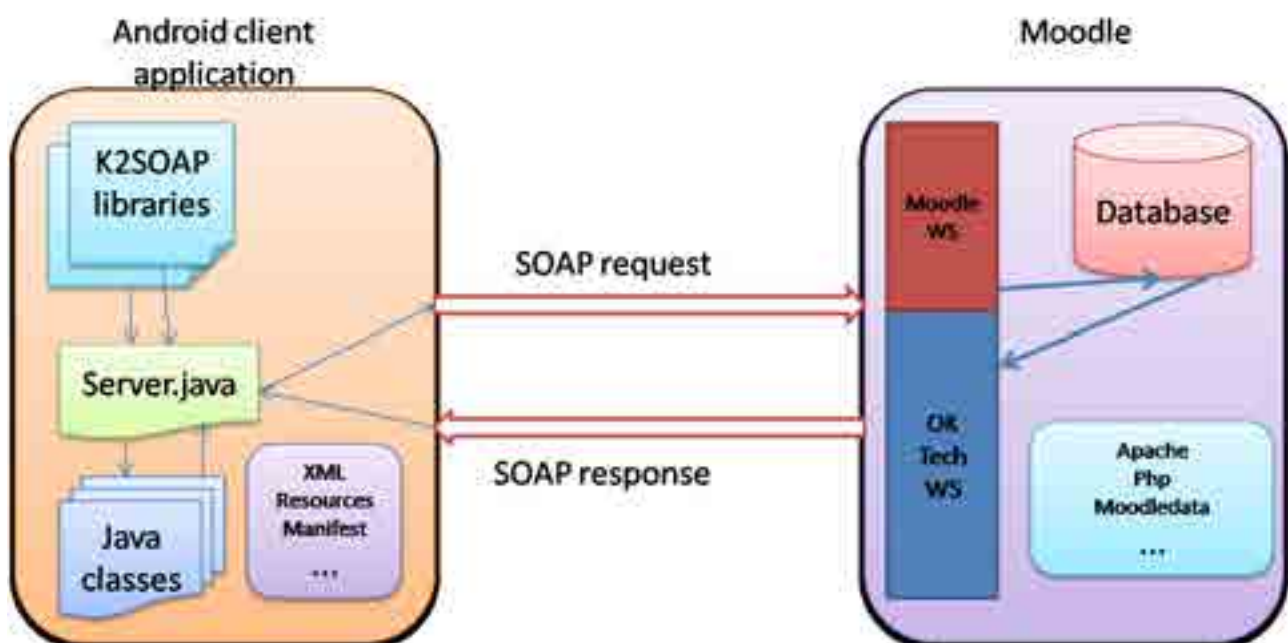 Android client
application
K2SOAP
libraries
Server.java
Java
classes
XML
Resources
Manifest
...
SOAP request
SOAP response
Moodle
Moodle
WS
OK
Tech
WS
Database
Apache
Php
Moodledata
...